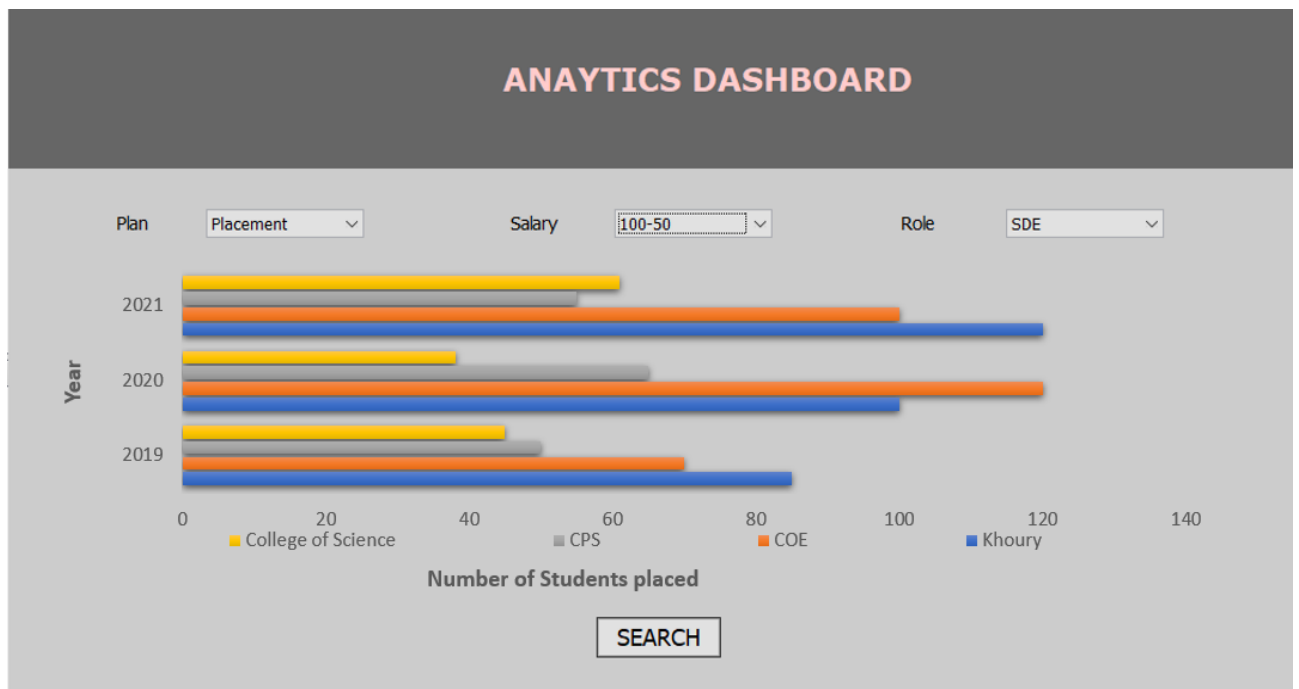 ANAYTICS DASHBOARD
Plan Placement Salary 100-50 Role SDE
2021
2020
2019
Year
0 20 40 60 80 100 120 140
College of Science CPS COE Khoury
Number of Students placed
SEARCH